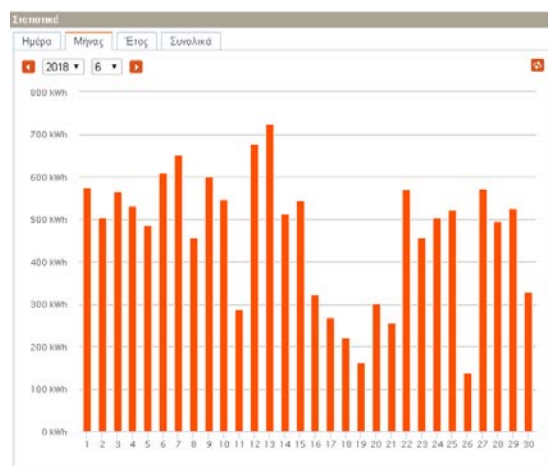 Στατιστικά
Ημέρα Μήνας Έτος Συνολικά
2018 6
800 kWh
700 kWh
600 kWh
500 kWh
400 kWh
300 kWh
200 kWh
100 kWh
0 kWh
1 2 3 4 5 6 7 8 9 10 11 12 13 14 15 16 17 18 19 20 21 22 23 24 25 26 27 28 29 30